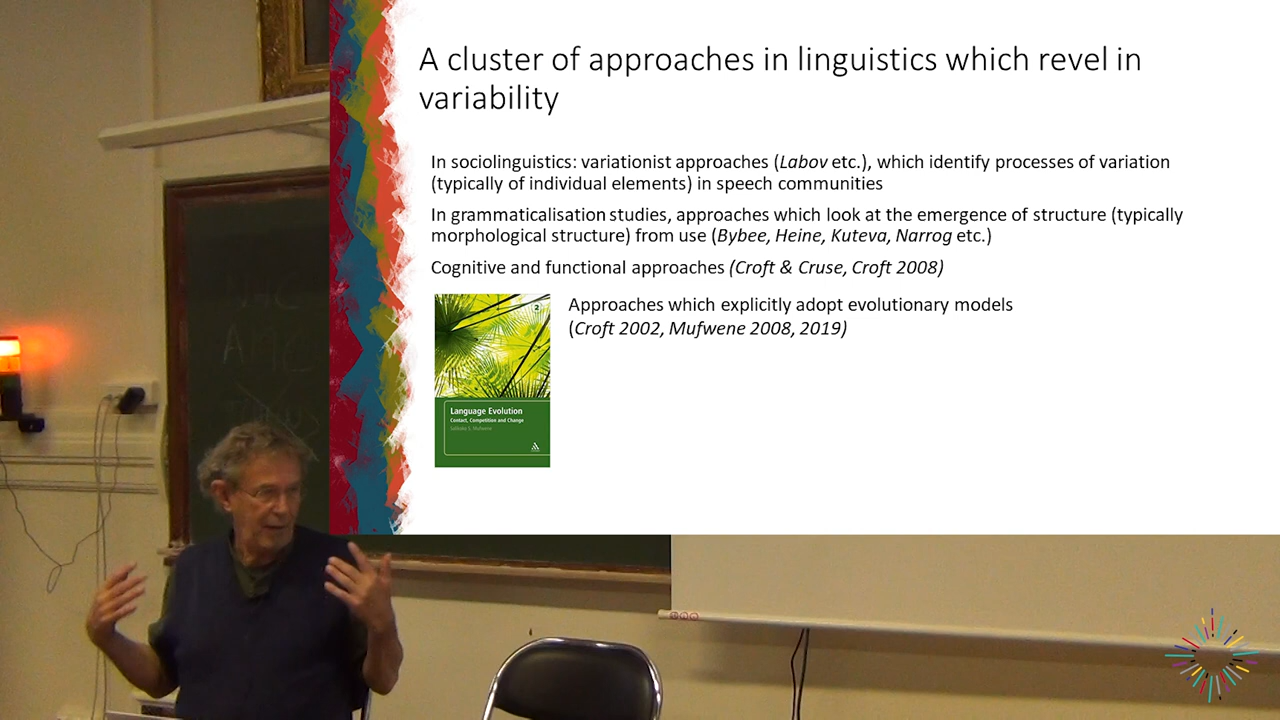 A cluster of approaches in linguistics which revel in
variability
In sociolinguistics: variationist approaches (Labov etc.), which identify processes of variation
(typically of individual elements) in speech communities
In grammaticalisation studies, approaches which look at the emergence of structure (typically
morphological structure) from use (Bybee, Heine, Kuteva, Narrog etc.)
Cognitive and functional approaches (Croft & Cruse, Croft 2008)
Approaches which explicitly adopt evolutionary models
(Croft 2002, Mufwene 2008, 2019)
2
Language Evolution
Contact, Competition and Change
Salikoko S. Mufwene